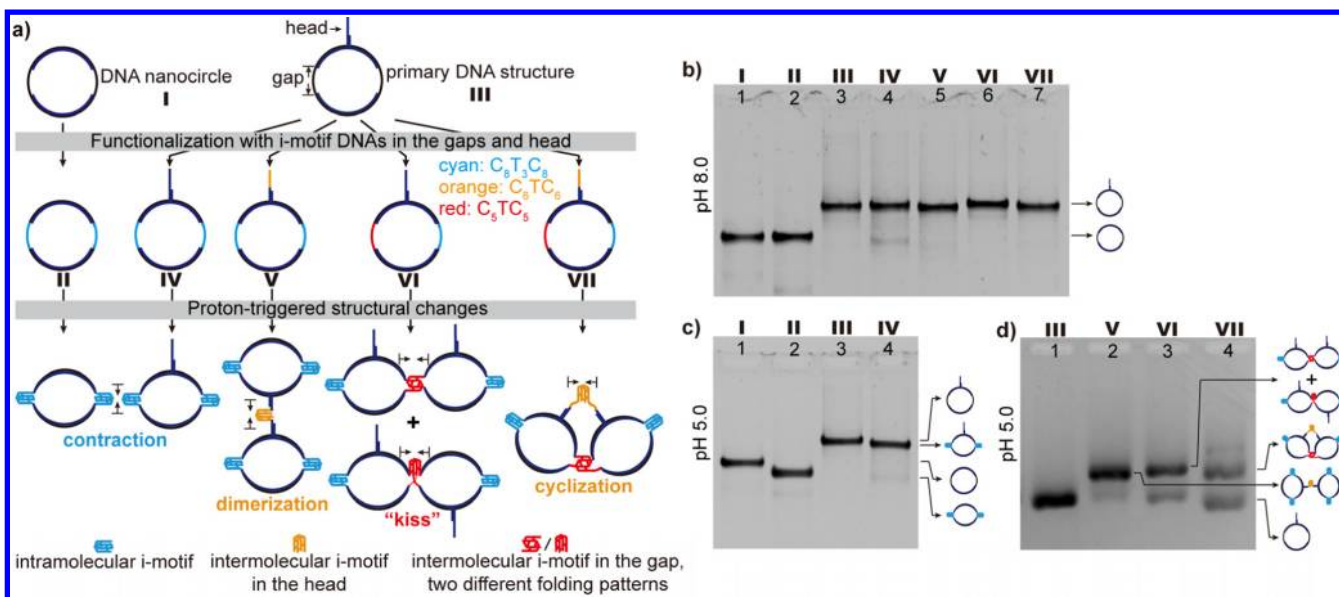 a)
head→
DNA nanocircle
I
gap
primary DNA structure
III
Functionalization with i-motif DNAs in the gaps and head
cyan: C₈T₃C₈
orange: C₆TC₆
red: C₅TC₅
II IV V VI VII
Proton-triggered structural changes
contraction
dimerization
+
"kiss"
cyclization
intramolecular i-motif
intermolecular i-motif
in the head
/
intermolecular i-motif in the gap,
two different folding patterns
b)
I II III IV V VI VII
1 2 3 4 5 6 7
pH 8.0
c)
I II III IV
1 2 3 4
pH 5.0
d)
III V VI VII
1 2 3 4
pH 5.0
+